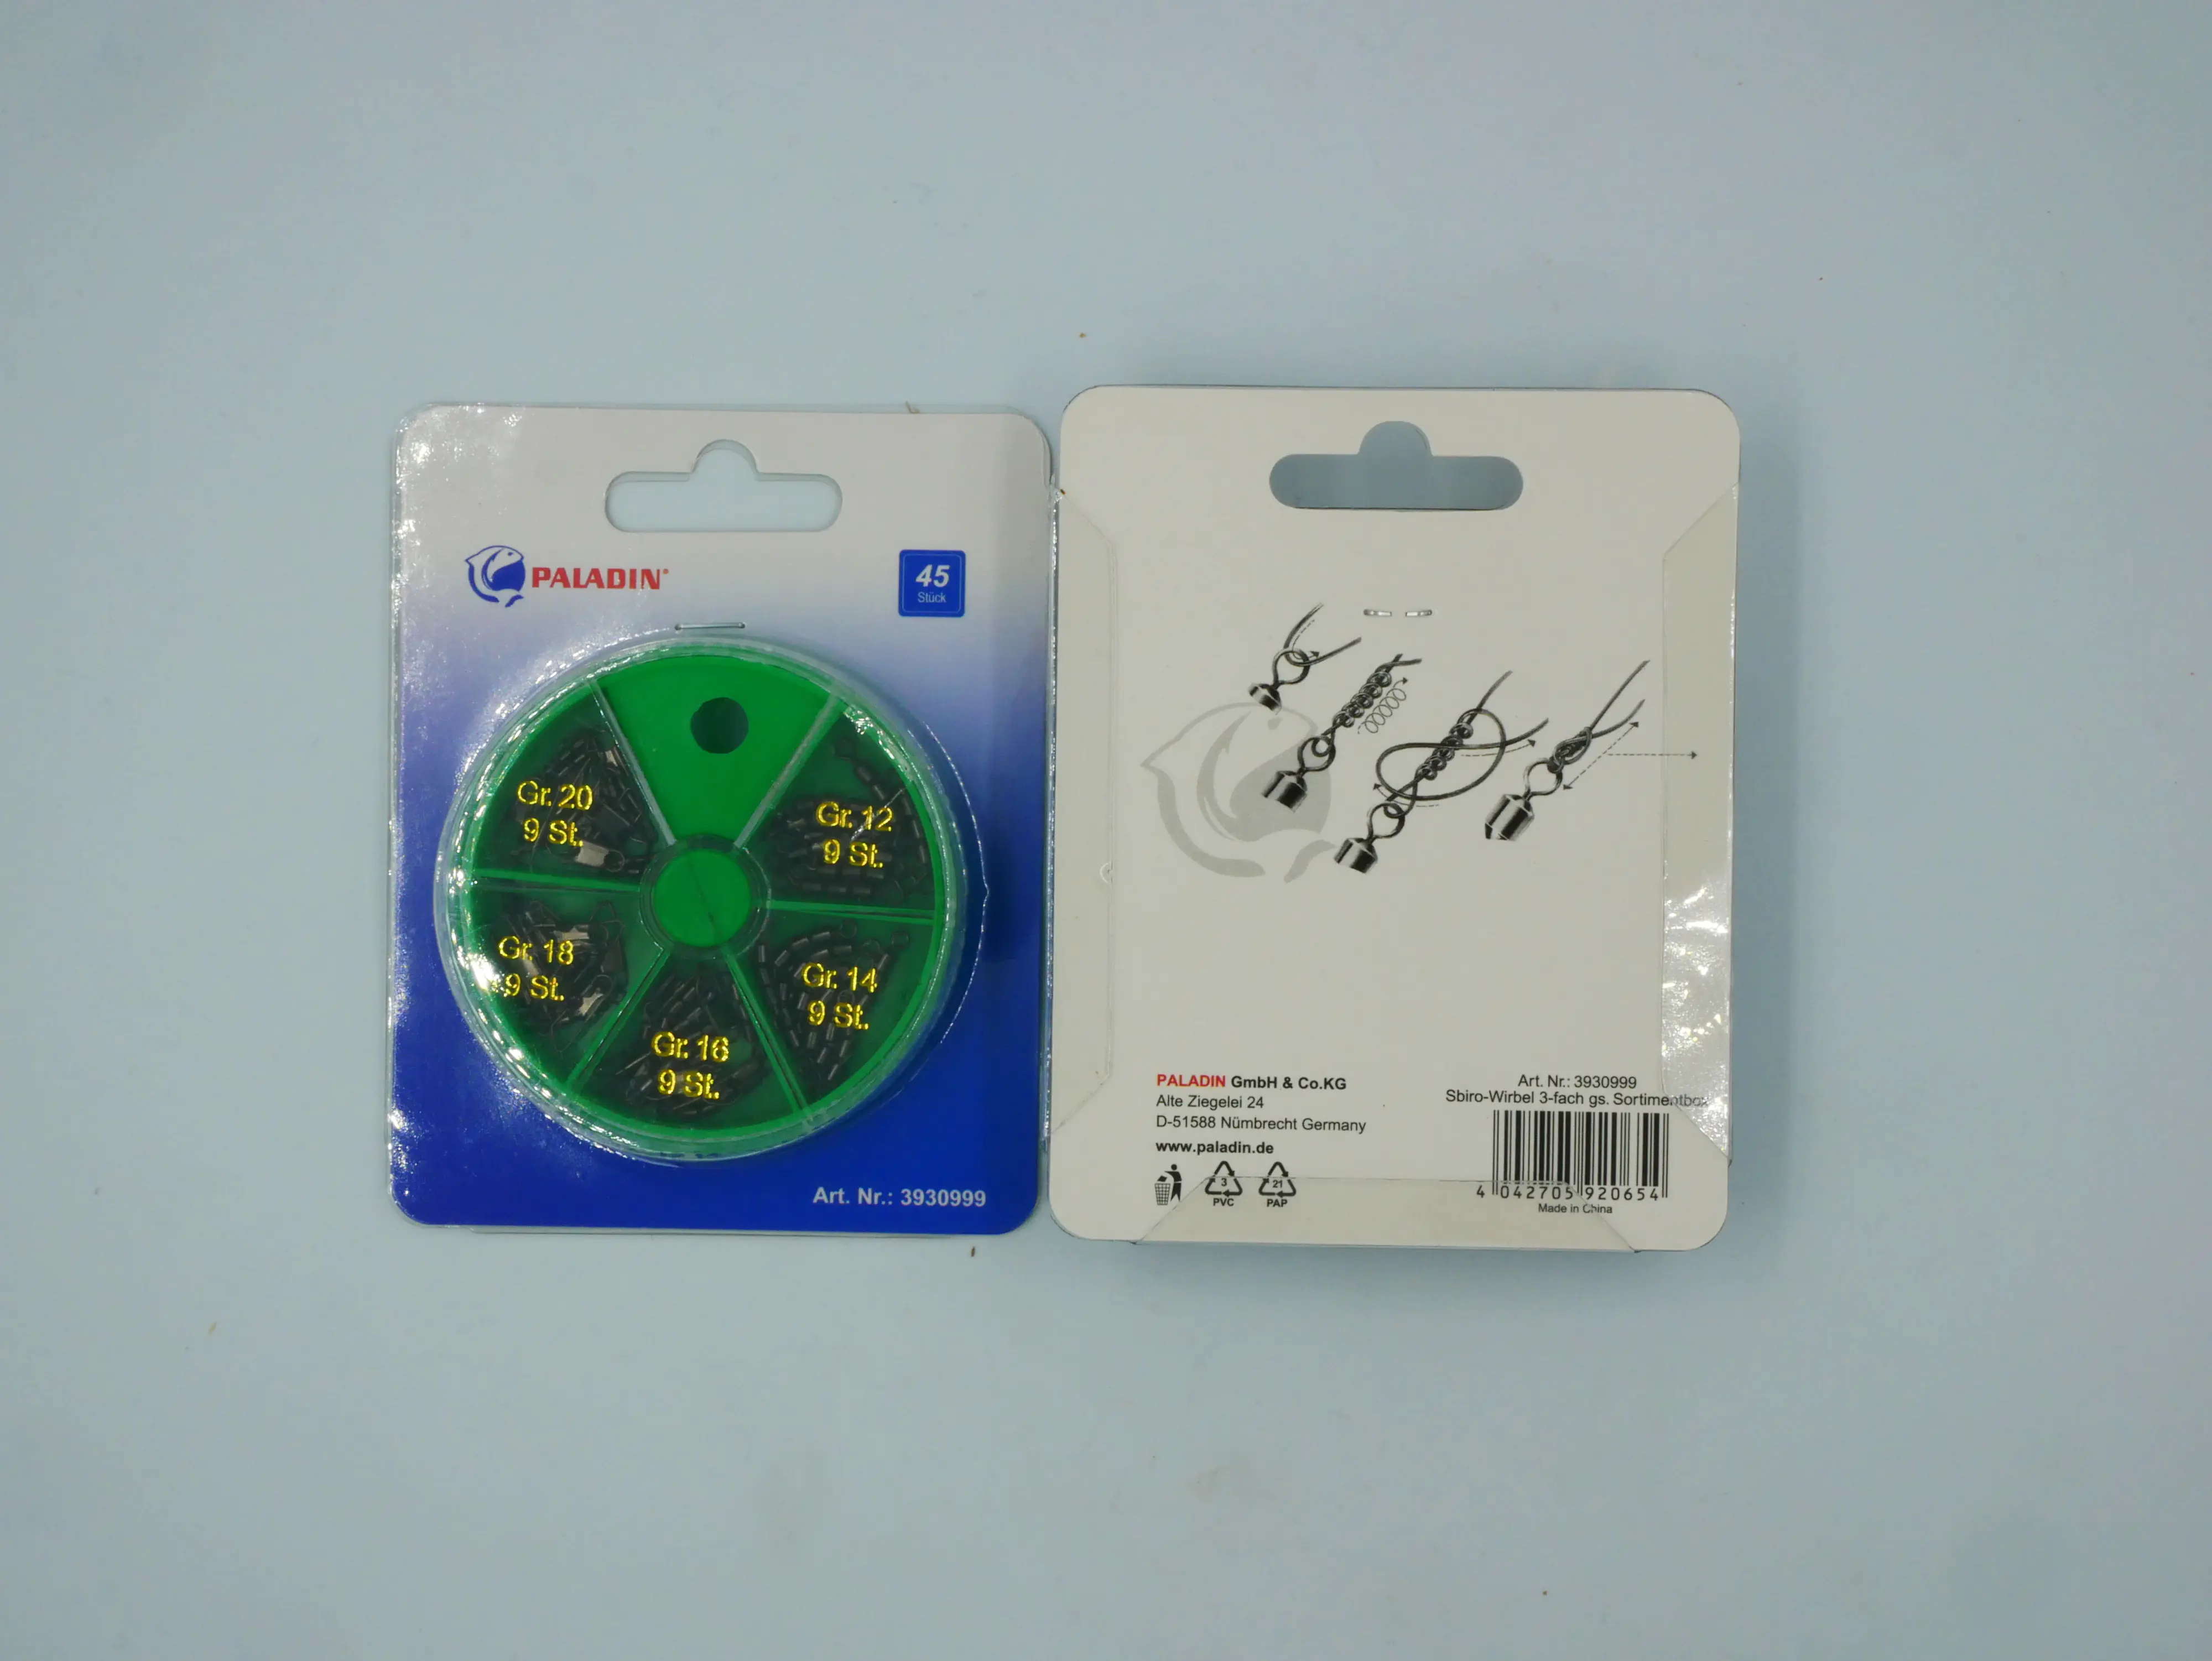 PALADIN®
45
Stück
Gr. 20
9 St.
Gr. 12
9 St.
Gr. 18
9 St.
Gr. 14
9 St.
Gr. 16
9 St.
Art. Nr.: 3930999
PALADIN GmbH & Co.KG
Alte Ziegelei 24
D-51588 Nümbrecht Germany
www.paladin.de
3
PVC
21
PAP
Art. Nr.: 3930999
Sbiro-Wirbel 3-fach gs. Sortimentbox
4 042705 920654
Made in China